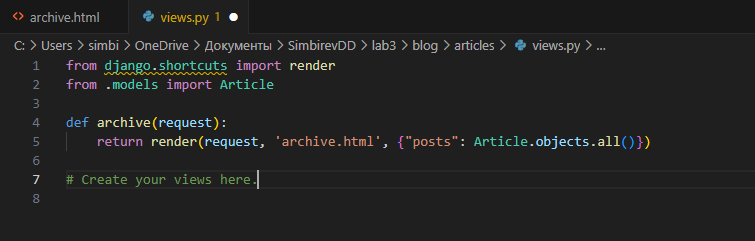 archive.html views.py 1
C: > Users > simbi > OneDrive > Документы > SimbirevDD > lab3 > blog > articles > views.py > ...
1 from django.shortcuts import render
2 from .models import Article
3
4 def archive(request):
5     return render(request, 'archive.html', {"posts": Article.objects.all()})
6
7 # Create your views here.
8